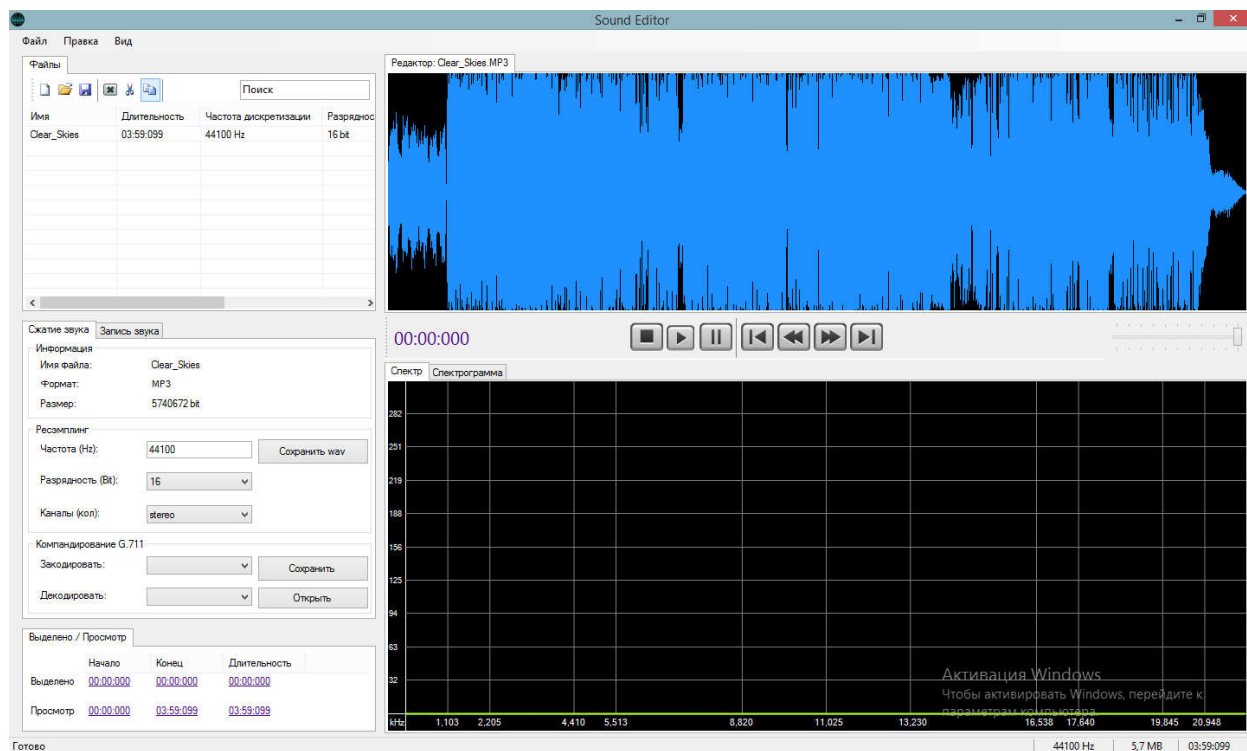 Sound Editor
Файл Правка Вид
Файлы
Поиск
Имя Длительность Частота дискретизации Разряднос
Clear_Skies 03:59:099 44100 Hz 16 bit
Сжатие звука Запись звука
Информация
Имя файла: Clear_Skies
Формат: MP3
Размер: 5740672 bit
Ресэмплинг
Частота (Hz): 44100 Сохранить wav
Разрядность (Bit): 16
Каналы (кол): stereo
Компандирование G.711
Закодировать: Сохранить
Декодировать: Открыть
Выделено / Просмотр
Начало Конец Длительность
Выделено 00:00:000 00:00:000 00:00:000
Просмотр 00:00:000 03:59:099 03:59:099
Редактор: Clear_Skies.MP3
00:00:000
Спектр Спектрограмма
282
251
219
188
156
125
94
63
32
kHz 1,103 2,205 4,410 5,513 8,820 11,025 13,230 16,538 17,640 19,845 20,948
Активация Windows
Чтобы активировать Windows, перейдите к
параметрам компьютера.
Готово 44100 Hz 5,7 MB 03:59:099